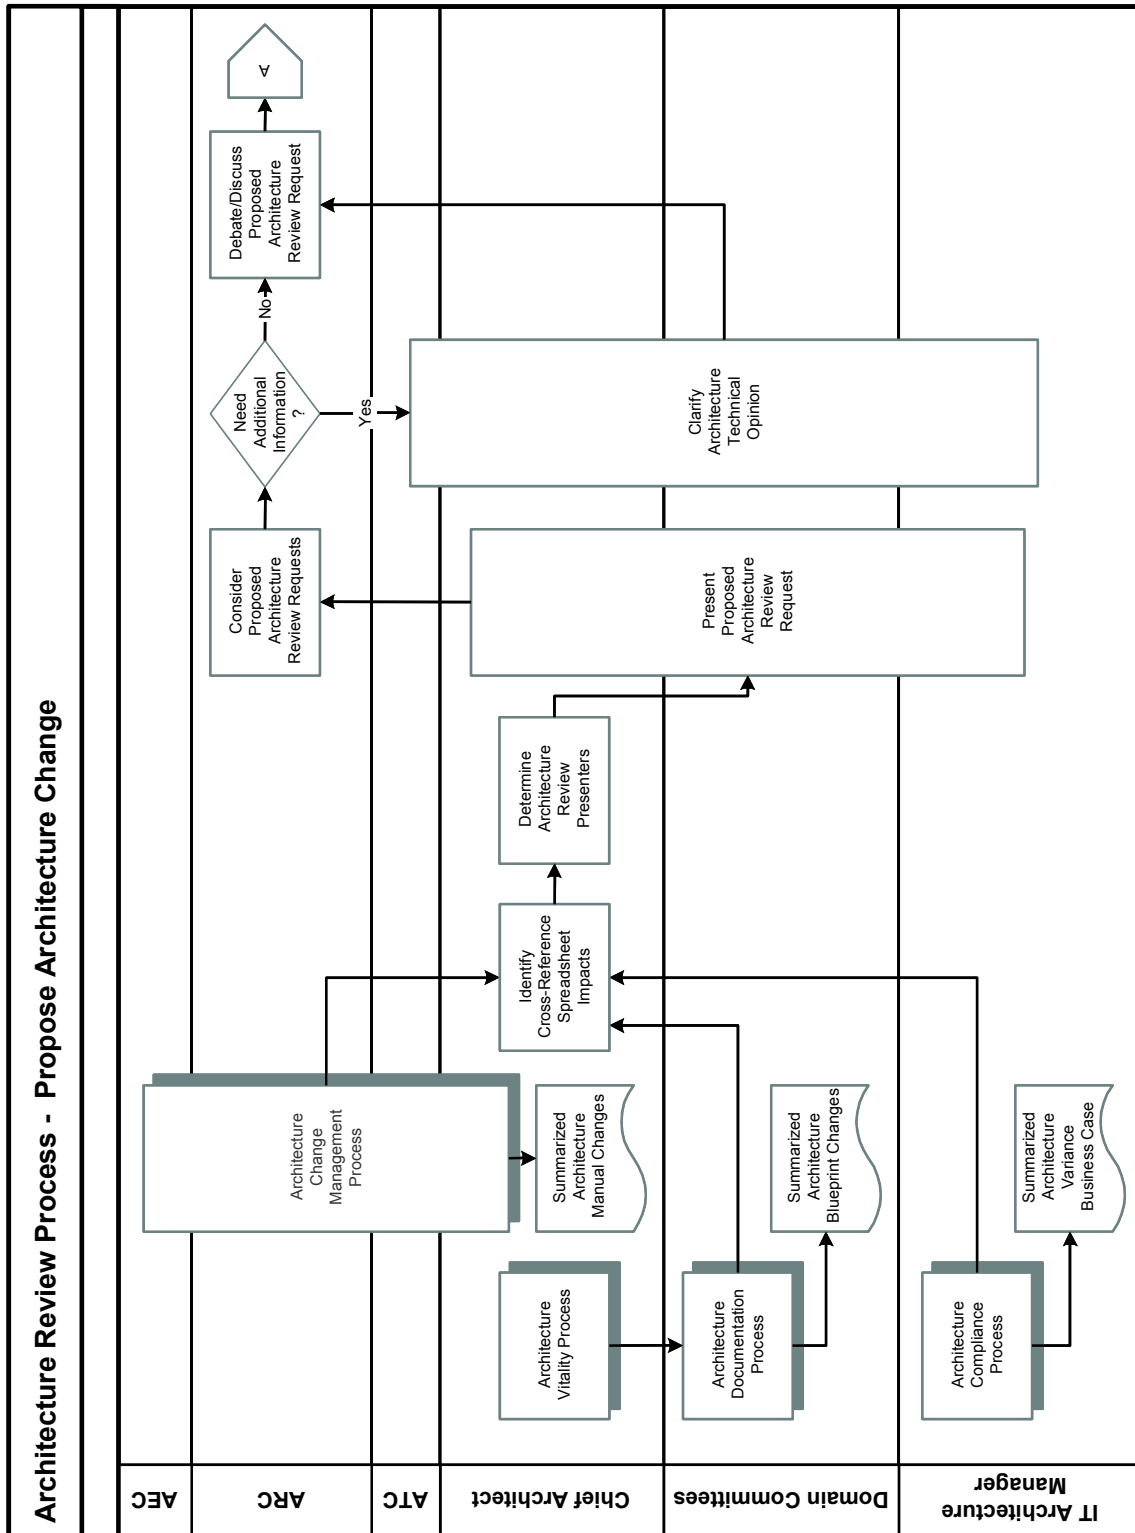 Architecture Review Process - Propose Architecture Change
AEC
ARC
ATC
Chief Architect
Domain Committees
IT Architecture
Manager
Architecture
Change
Management
Process
Summarized
Architecture
Manual Changes
Architecture
Vitality Process
Architecture
Documentation
Process
Summarized
Architecture
Blueprint Changes
Architecture
Compliance
Process
Summarized
Architecture
Variance
Business Case
Identify
Cross-Reference
Spreadsheet
Impacts
Determine
Architecture
Review
Presenters
Present
Proposed
Architecture
Review
Request
Consider
Proposed
Architecture
Review Requests
Need
Additional
Information
?
No
Yes
Clarify
Architecture
Technical
Opinion
Debate/Discuss
Proposed
Architecture
Review Request
A